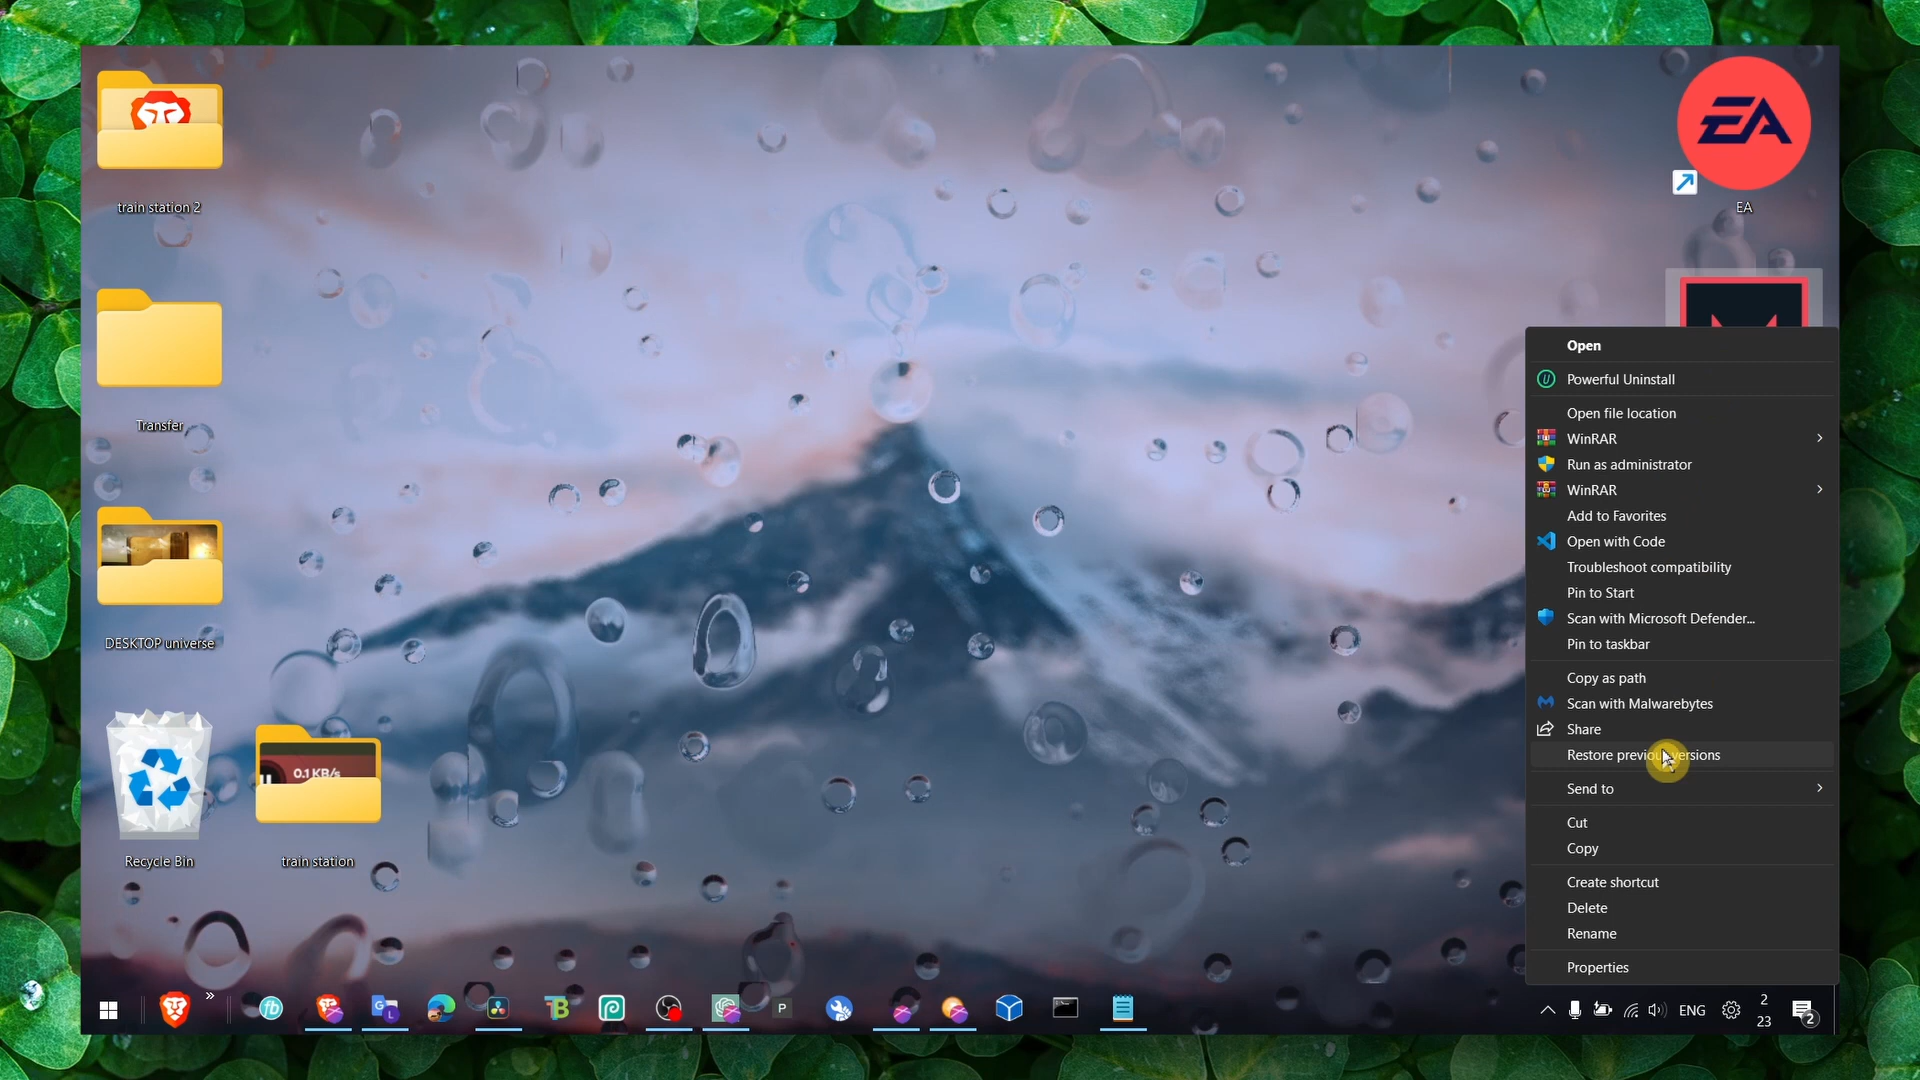 train station 2
EA
EA
Transfer
DESKTOP universe
0.1 KB/s
Recycle Bin
train station
Open
Powerful Uninstall
Open file location
WinRAR
Run as administrator
WinRAR
Add to Favorites
Open with Code
Troubleshoot compatibility
Pin to Start
Scan with Microsoft Defender...
Pin to taskbar
Copy as path
Scan with Malwarebytes
Share
Restore previous versions
Send to
Cut
Copy
Create shortcut
Delete
Rename
Properties
fb
G
L
TB
P
P
ENG
2
23
2